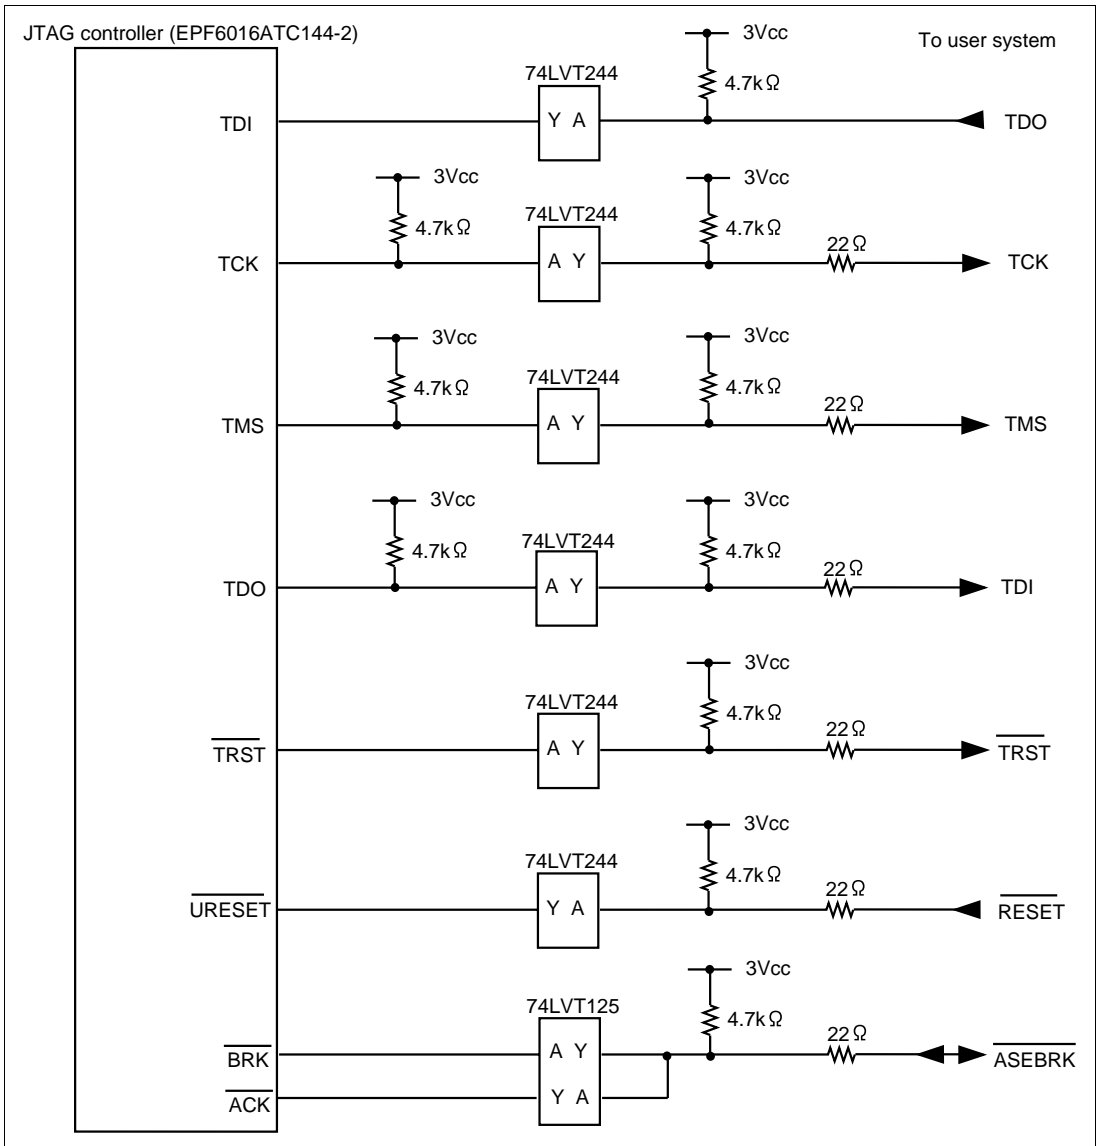 JTAG controller (EPF6016ATC144-2)
3Vcc
To user system
74LVT244
4.7kΩ
TDI
Y A
TDO
3Vcc
3Vcc
4.7kΩ
74LVT244
4.7kΩ
22Ω
TCK
A Y
TCK
3Vcc
3Vcc
4.7kΩ
74LVT244
4.7kΩ
22Ω
TMS
A Y
TMS
3Vcc
3Vcc
4.7kΩ
74LVT244
4.7kΩ
22Ω
TDO
A Y
TDI
3Vcc
74LVT244
4.7kΩ
22Ω
TRST
A Y
TRST
3Vcc
74LVT244
4.7kΩ
22Ω
URESET
Y A
RESET
3Vcc
74LVT125
4.7kΩ
22Ω
BRK
A Y
ASEBRK
ACK
Y A